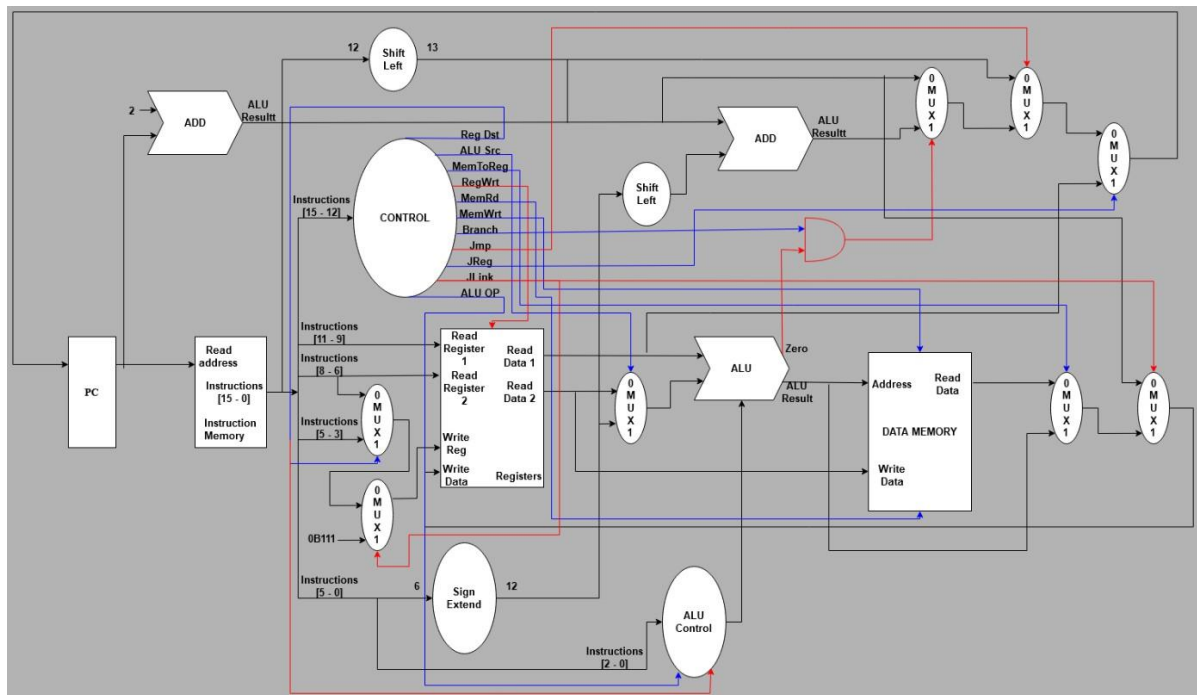 12
Shift
Left
13
2
ADD
ALU
Resultt
0
M
U
X
1
0
M
U
X
1
ADD
ALU
Resultt
0
M
U
X
1
Shift
Left
Reg Dst
ALU Src
MemToReg
RegWrt
MemRd
MemWrt
Branch
Jmp
JReg
JLink
ALU OP
CONTROL
Instructions
[15 - 12]
Instructions
[11 - 9]
Instructions
[8 - 6]
Instructions
[5 - 3]
PC
Read
address
Instructions
[15 - 0]
Instruction
Memory
0
M
U
X
1
0
M
U
X
1
0B111
Read
Register
1
Read
Register
2
Write
Reg
Write
Data
Read
Data 1
Read
Data 2
Registers
0
M
U
X
1
ALU
Zero
ALU
Result
Address
Read
Data
DATA MEMORY
Write
Data
0
M
U
X
1
0
M
U
X
1
Instructions
[5 - 0]
6
Sign
Extend
12
ALU
Control
Instructions
[2 - 0]